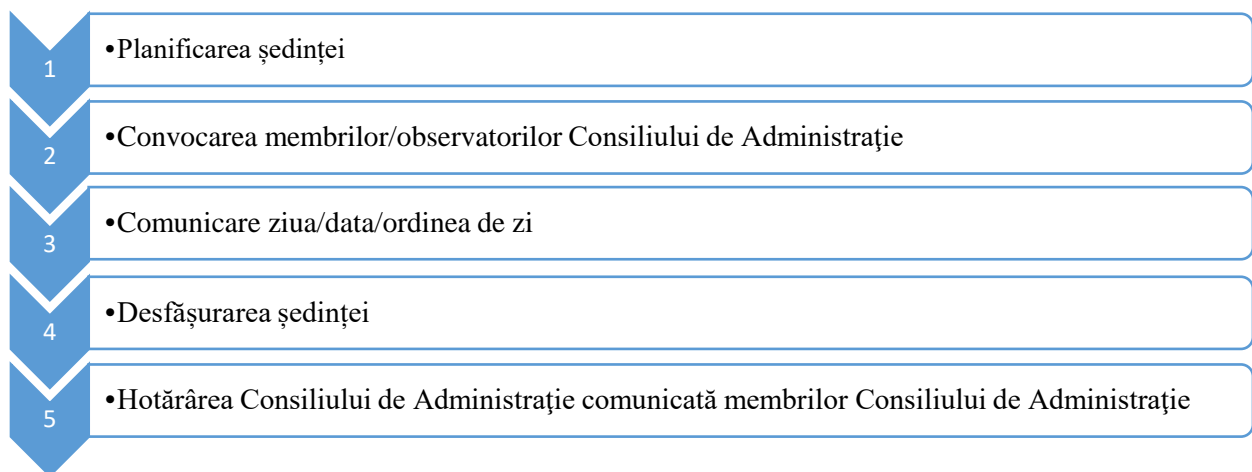 1
•Planificarea ședinței
2
•Convocarea membrilor/observatorilor Consiliului de Administraţie
3
•Comunicare ziua/data/ordinea de zi
4
•Desfășurarea ședinței
5
•Hotărârea Consiliului de Administraţie comunicată membrilor Consiliului de Administraţie